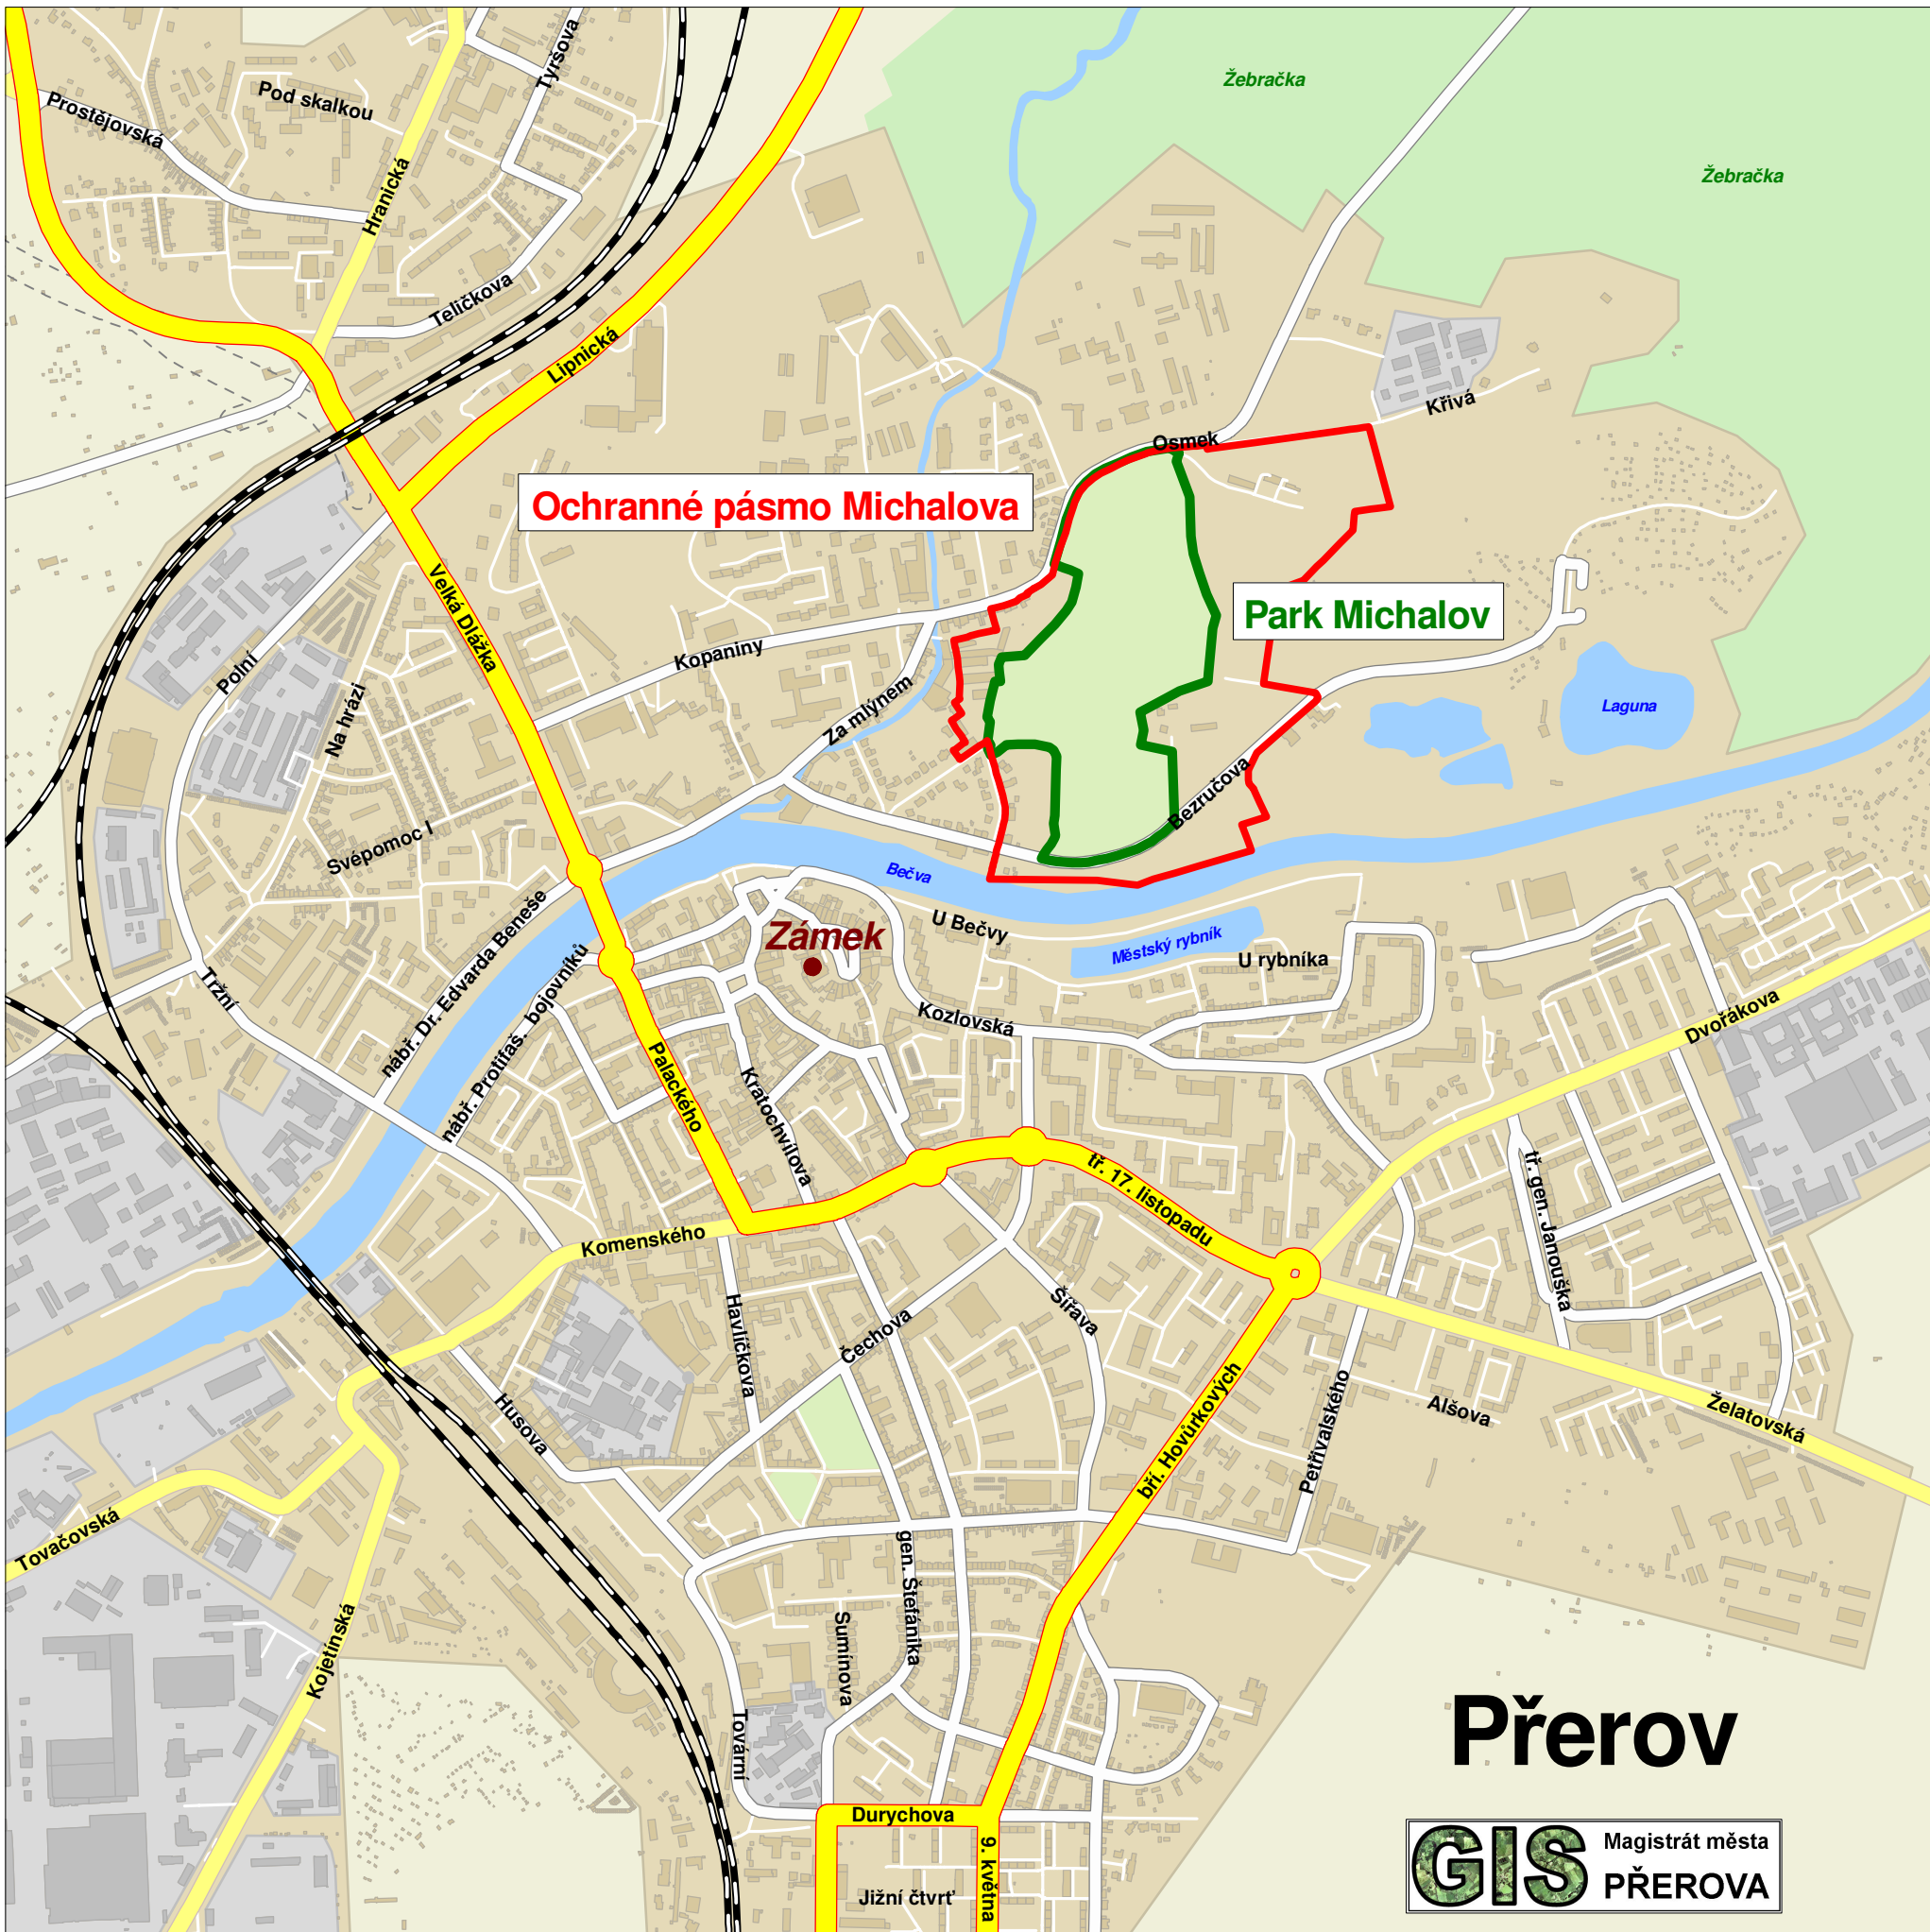 Tyršova
Žebračka
Pod skalkou
Prostějovská
Žebračka
Hranická
Teličkova
Lipnická
Křivá
Osmek
Ochranné pásmo Michalova
Park Michalov
Velká Dlážka
Kopaniny
Polní
Na hrázi
Za mlýnem
Laguna
Bezručova
Svépomoc I
Bečva
U Bečvy
Zámek
Městský rybník
U rybníka
nábř. Dr. Edvarda Beneše
nábř. Protifaš. bojovníků
Tržní
Kozlovská
Dvořákova
Palackého
Kratochvílova
tř. 17. listopadu
tř. gen. Janouška
Komenského
Havlíčkova
Čechova
Šířava
Husova
bří. Hovůrkových
Petřivalského
Alšova
Želatovská
Tovačovská
gen. Štefánika
Kojetínská
Sumínova
Tovární
Přerov
Durychova
9. května
Jižní čtvrť
GIS
Magistrát města
PŘEROVA